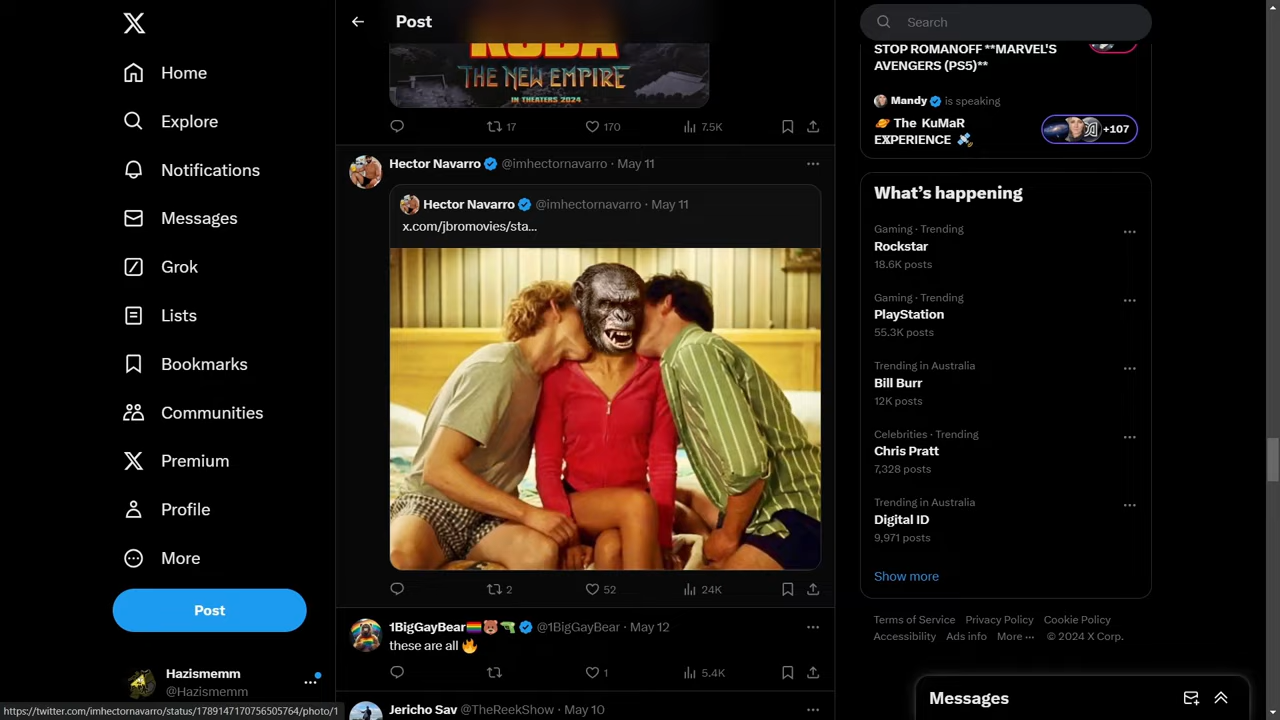 Home
Explore
Notifications
Messages
Grok
Lists
Bookmarks
Communities
Premium
Profile
More
Post
Hazismemm
@Hazismemm
https://twitter.com/imhectornavarro/status/1789147170756505764/photo/1
Post
THE NEW EMPIRE
IN THEATERS 2024
17
170
7.5K
Hector Navarro @imhectornavarro · May 11
Hector Navarro @imhectornavarro · May 11
x.com/jbromovies/sta...
2
52
24K
1BigGayBear🏳️‍🌈🐻🔫 @1BigGayBear · May 12
these are all 🔥
1
5.4K
Jericho Sav @TheReekShow · May 10
Search
STOP ROMANOFF **MARVEL'S
AVENGERS (PS5)**
Mandy is speaking
🪐 The KuMaR
EXPERIENCE 🛰️
+107
What's happening
Gaming · Trending
Rockstar
18.6K posts
Gaming · Trending
PlayStation
55.3K posts
Trending in Australia
Bill Burr
12K posts
Celebrities · Trending
Chris Pratt
7,328 posts
Trending in Australia
Digital ID
9,971 posts
Show more
Terms of Service Privacy Policy Cookie Policy
Accessibility Ads info More ··· © 2024 X Corp.
Messages